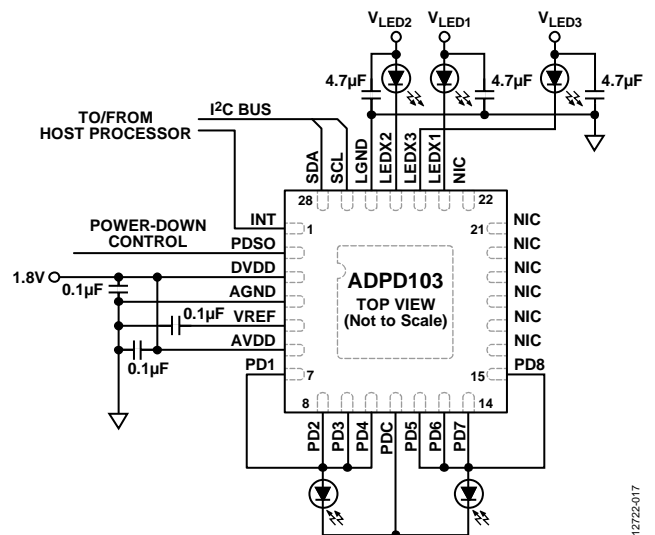 VLED2
VLED1
VLED3
4.7µF
4.7µF
4.7µF
I2C BUS
TO/FROM
HOST PROCESSOR
SDA
SCL
LGND
LEDX2
LEDX3
LEDX1
NIC
28
22
INT
1
21
NIC
POWER-DOWN
CONTROL
PDSO
NIC
1.8V
DVDD
NIC
0.1µF
AGND
NIC
0.1µF
VREF
NIC
AVDD
NIC
0.1µF
PD1
7
15
PD8
ADPD103
TOP VIEW
(Not to Scale)
8
14
PD2
PD3
PD4
PDC
PD5
PD6
PD7
12722-017